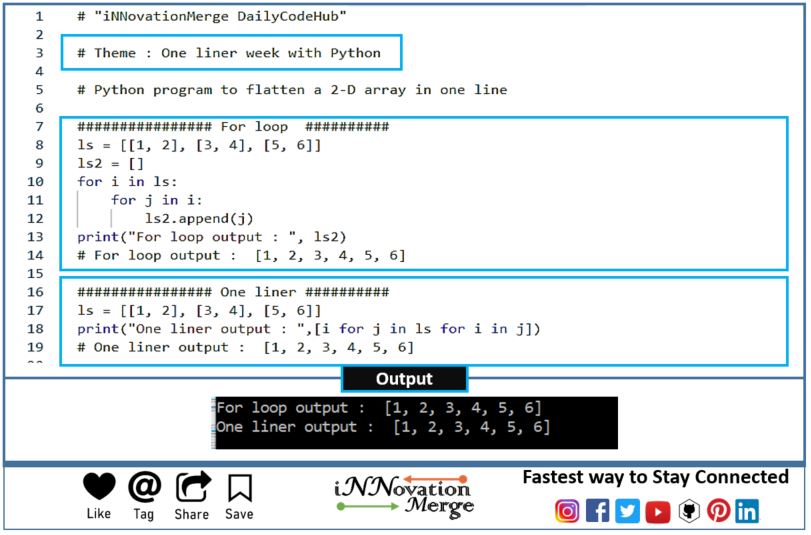 1 # "iNNovationMerge DailyCodeHub"
2
3 # Theme : One liner week with Python
4
5 # Python program to flatten a 2-D array in one line
6
7 ################ For loop  ##########
8 ls = [[1, 2], [3, 4], [5, 6]]
9 ls2 = []
10 for i in ls:
11     for j in i:
12         ls2.append(j)
13 print("For loop output : ", ls2)
14 # For loop output :  [1, 2, 3, 4, 5, 6]
15
16 ################ One liner ##########
17 ls = [[1, 2], [3, 4], [5, 6]]
18 print("One liner output : ",[i for j in ls for i in j])
19 # One liner output :  [1, 2, 3, 4, 5, 6]
Output
For loop output :  [1, 2, 3, 4, 5, 6]
One liner output :  [1, 2, 3, 4, 5, 6]
Like Tag Share Save
iNNovation
Merge
Fastest way to Stay Connected